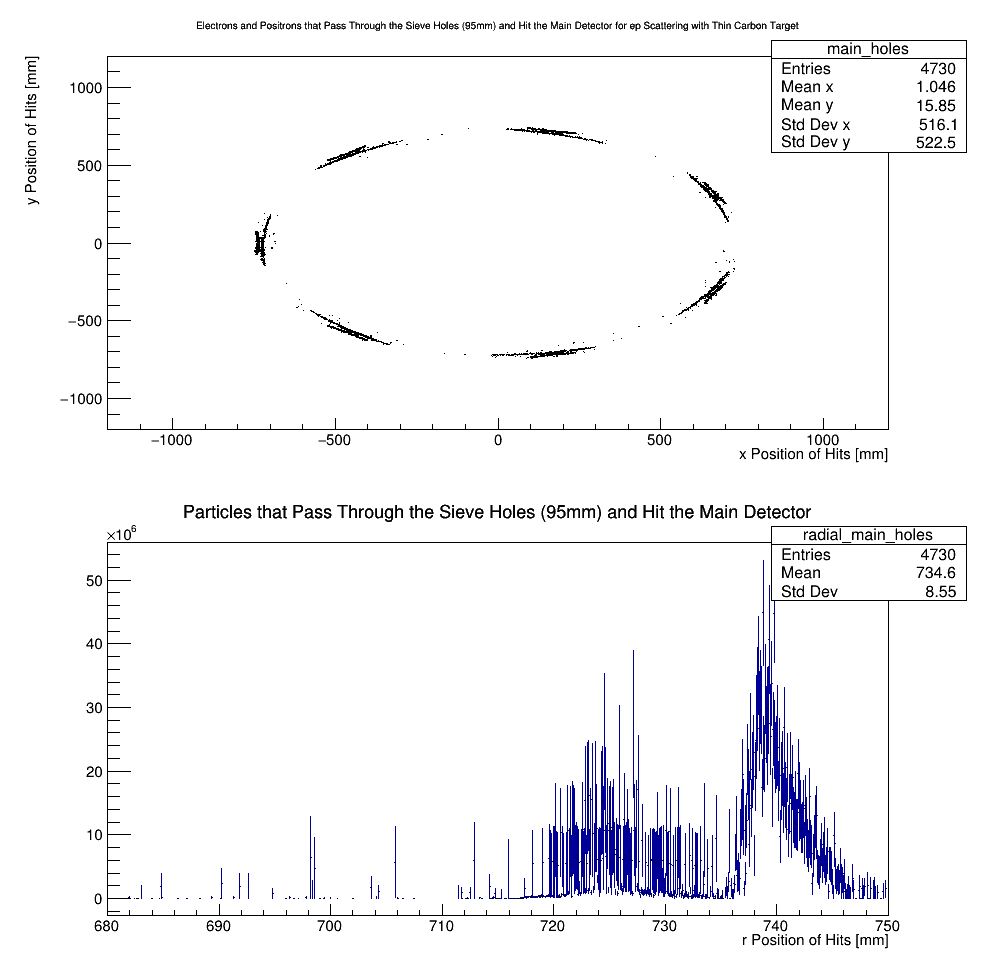 Electrons and Positrons that Pass Through the Sieve Holes (95mm) and Hit the Main Detector for ep Scattering with Thin Carbon Target
main_holes
Entries 4730
Mean x 1.046
Mean y 15.85
Std Dev x 516.1
Std Dev y 522.5
y Position of Hits [mm]
1000
500
0
−500
−1000
−1000 −500 0 500 1000
x Position of Hits [mm]
Particles that Pass Through the Sieve Holes (95mm) and Hit the Main Detector
×10⁶
radial_main_holes
Entries 4730
Mean 734.6
Std Dev 8.55
50
40
30
20
10
0
680 690 700 710 720 730 740 750
r Position of Hits [mm]